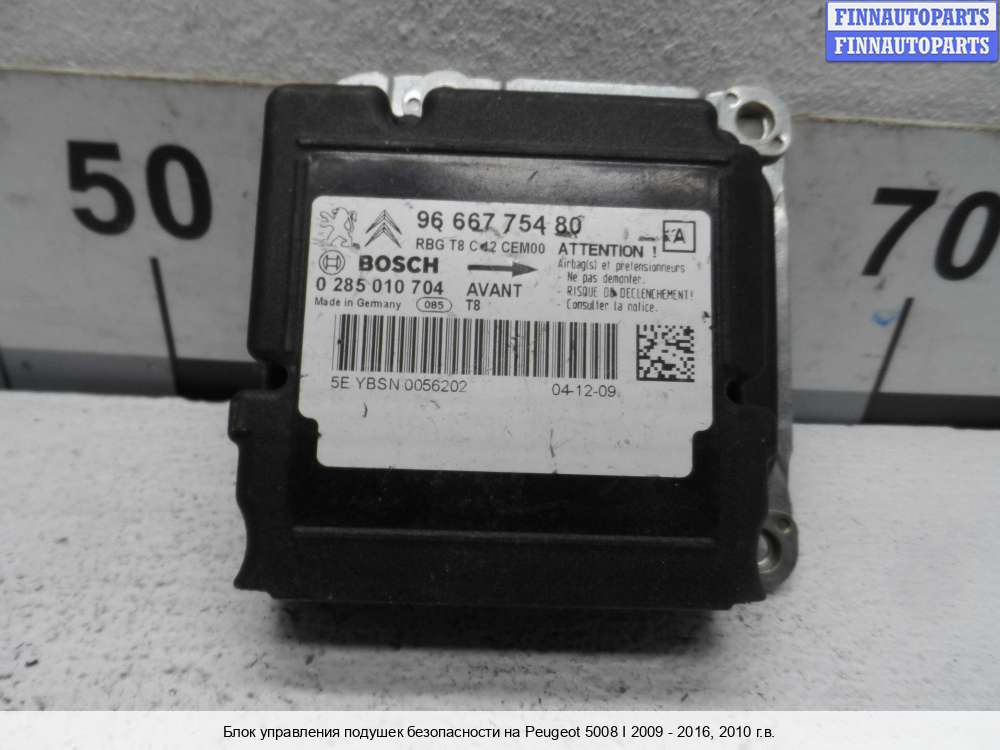 FINNAUTOPARTS
FINNAUTOPARTS
50
70
96 667 754 80
A
RBG T8 C 12 CEM00
ATTENTION !
Airbag(s) et pretensionneurs
- Ne pas demonter.
- RISQUE DE DECLENCHEMENT!
- Consulter la notice.
BOSCH
0 285 010 704 AVANT
Made in Germany 085 T8
5E YBSN 0056202 04-12-09
Блок управления подушек безопасности на Peugeot 5008 I 2009 - 2016, 2010 г.в.